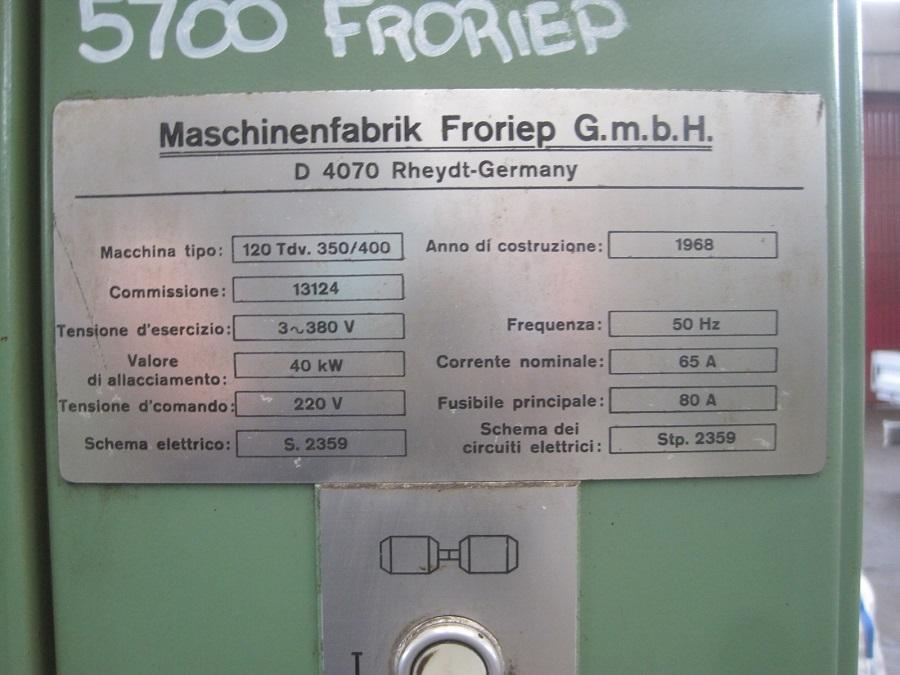 5700 FRORIEP
Maschinenfabrik Froriep G.m.b.H.
D 4070 Rheydt-Germany
Macchina tipo: 120 Tdv. 350/400 Anno di costruzione: 1968
Commissione: 13124
Tensione d'esercizio: 3~380 V Frequenza: 50 Hz
Valore
di allacciamento: 40 kW Corrente nominale: 65 A
Tensione d'comando: 220 V Fusibile principale: 80 A
Schema elettrico: S. 2359 Schema dei
circuiti elettrici: Stp. 2359
I